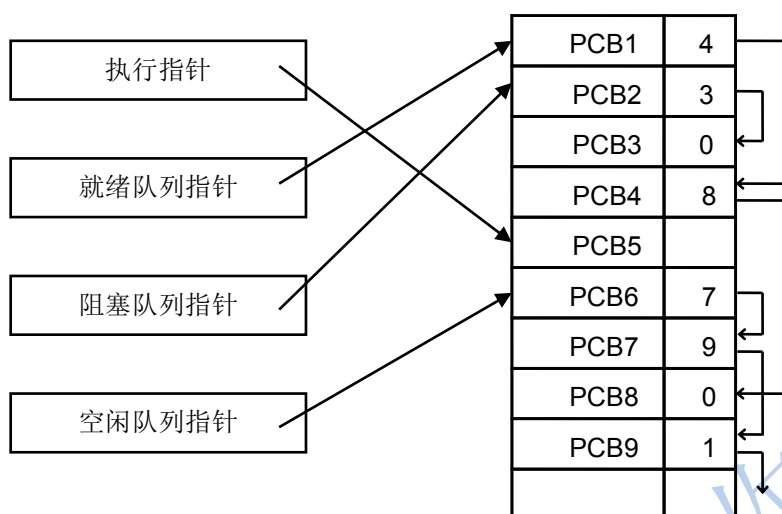 执行指针
就绪队列指针
阻塞队列指针
空闲队列指针
PCB1 4
PCB2 3
PCB3 0
PCB4 8
PCB5
PCB6 7
PCB7 9
PCB8 0
PCB9 1